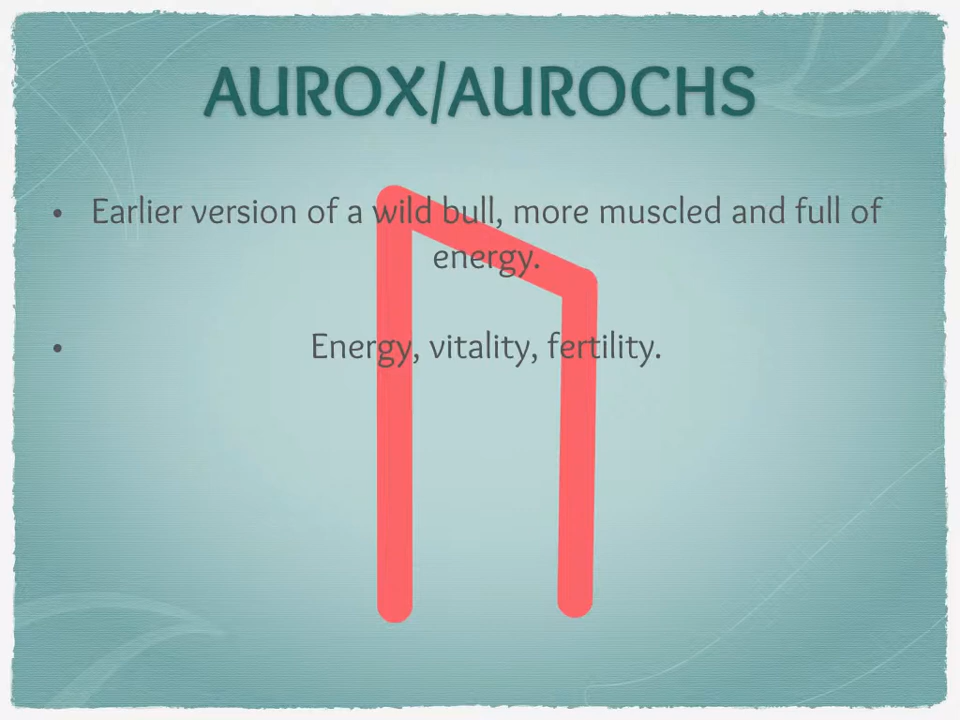 AUROX/AUROCHS
• Earlier version of a wild bull, more muscled and full of
energy.
• Energy, vitality, fertility.